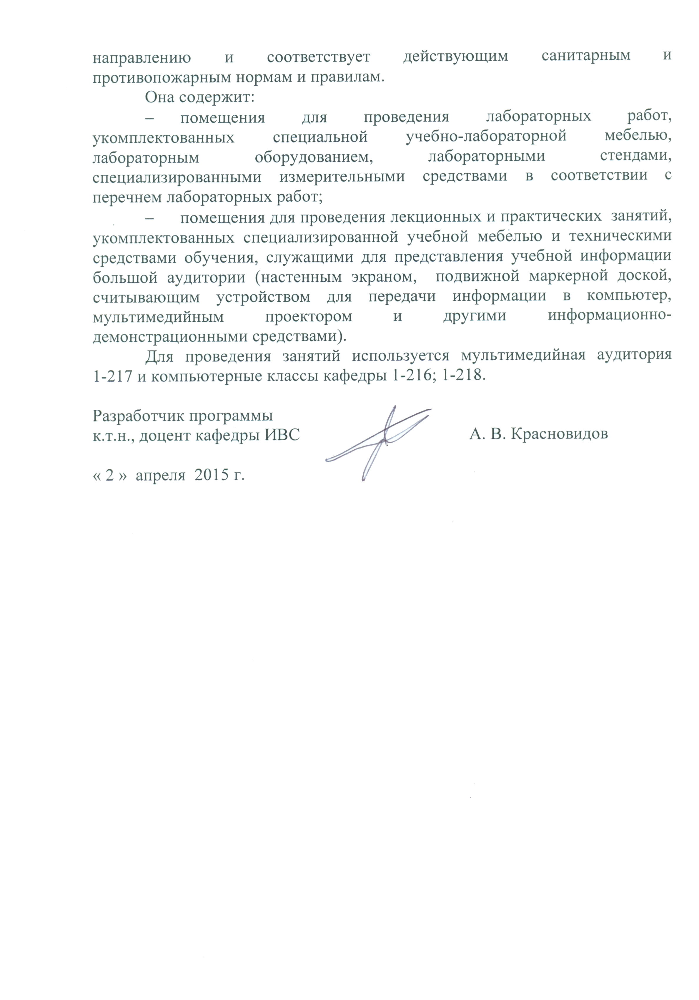 направлению и соответствует действующим санитарным и
противопожарным нормам и правилам.
Она содержит:
– помещения для проведения лабораторных работ,
укомплектованных специальной учебно-лабораторной мебелью,
лабораторным оборудованием, лабораторными стендами,
специализированными измерительными средствами в соответствии с
перечнем лабораторных работ;
– помещения для проведения лекционных и практических занятий,
укомплектованных специализированной учебной мебелью и техническими
средствами обучения, служащими для представления учебной информации
большой аудитории (настенным экраном, подвижной маркерной доской,
считывающим устройством для передачи информации в компьютер,
мультимедийным проектором и другими информационно-
демонстрационными средствами).
Для проведения занятий используется мультимедийная аудитория
1-217 и компьютерные классы кафедры 1-216; 1-218.
Разработчик программы
к.т.н., доцент кафедры ИВС А. В. Красновидов
« 2 » апреля 2015 г.